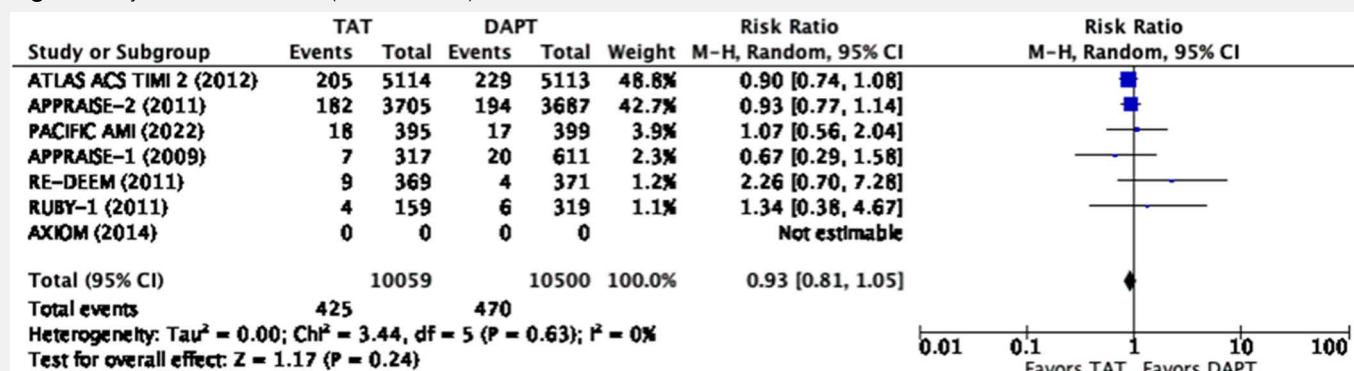 TAT DAPT Risk Ratio Risk Ratio
Study or Subgroup Events Total Events Total Weight M-H, Random, 95% CI M-H, Random, 95% CI
ATLAS ACS TIMI 2 (2012) 205 5114 229 5113 48.8% 0.90 [0.74, 1.08]
APPRAISE-2 (2011) 182 3705 194 3687 42.7% 0.93 [0.77, 1.14]
PACIFIC AMI (2022) 18 395 17 399 3.9% 1.07 [0.56, 2.04]
APPRAISE-1 (2009) 7 317 20 611 2.3% 0.67 [0.29, 1.58]
RE-DEEM (2011) 9 369 4 371 1.2% 2.26 [0.70, 7.28]
RUBY-1 (2011) 4 159 6 319 1.1% 1.34 [0.38, 4.67]
AXIOM (2014) 0 0 0 0 Not estimable
Total (95% CI) 10059 10500 100.0% 0.93 [0.81, 1.05]
Total events 425 470
Heterogeneity: Tau² = 0.00; Chi² = 3.44, df = 5 (P = 0.63); I² = 0%
Test for overall effect: Z = 1.17 (P = 0.24)
0.01 0.1 1 10 100
Favors TAT Favors DAPT